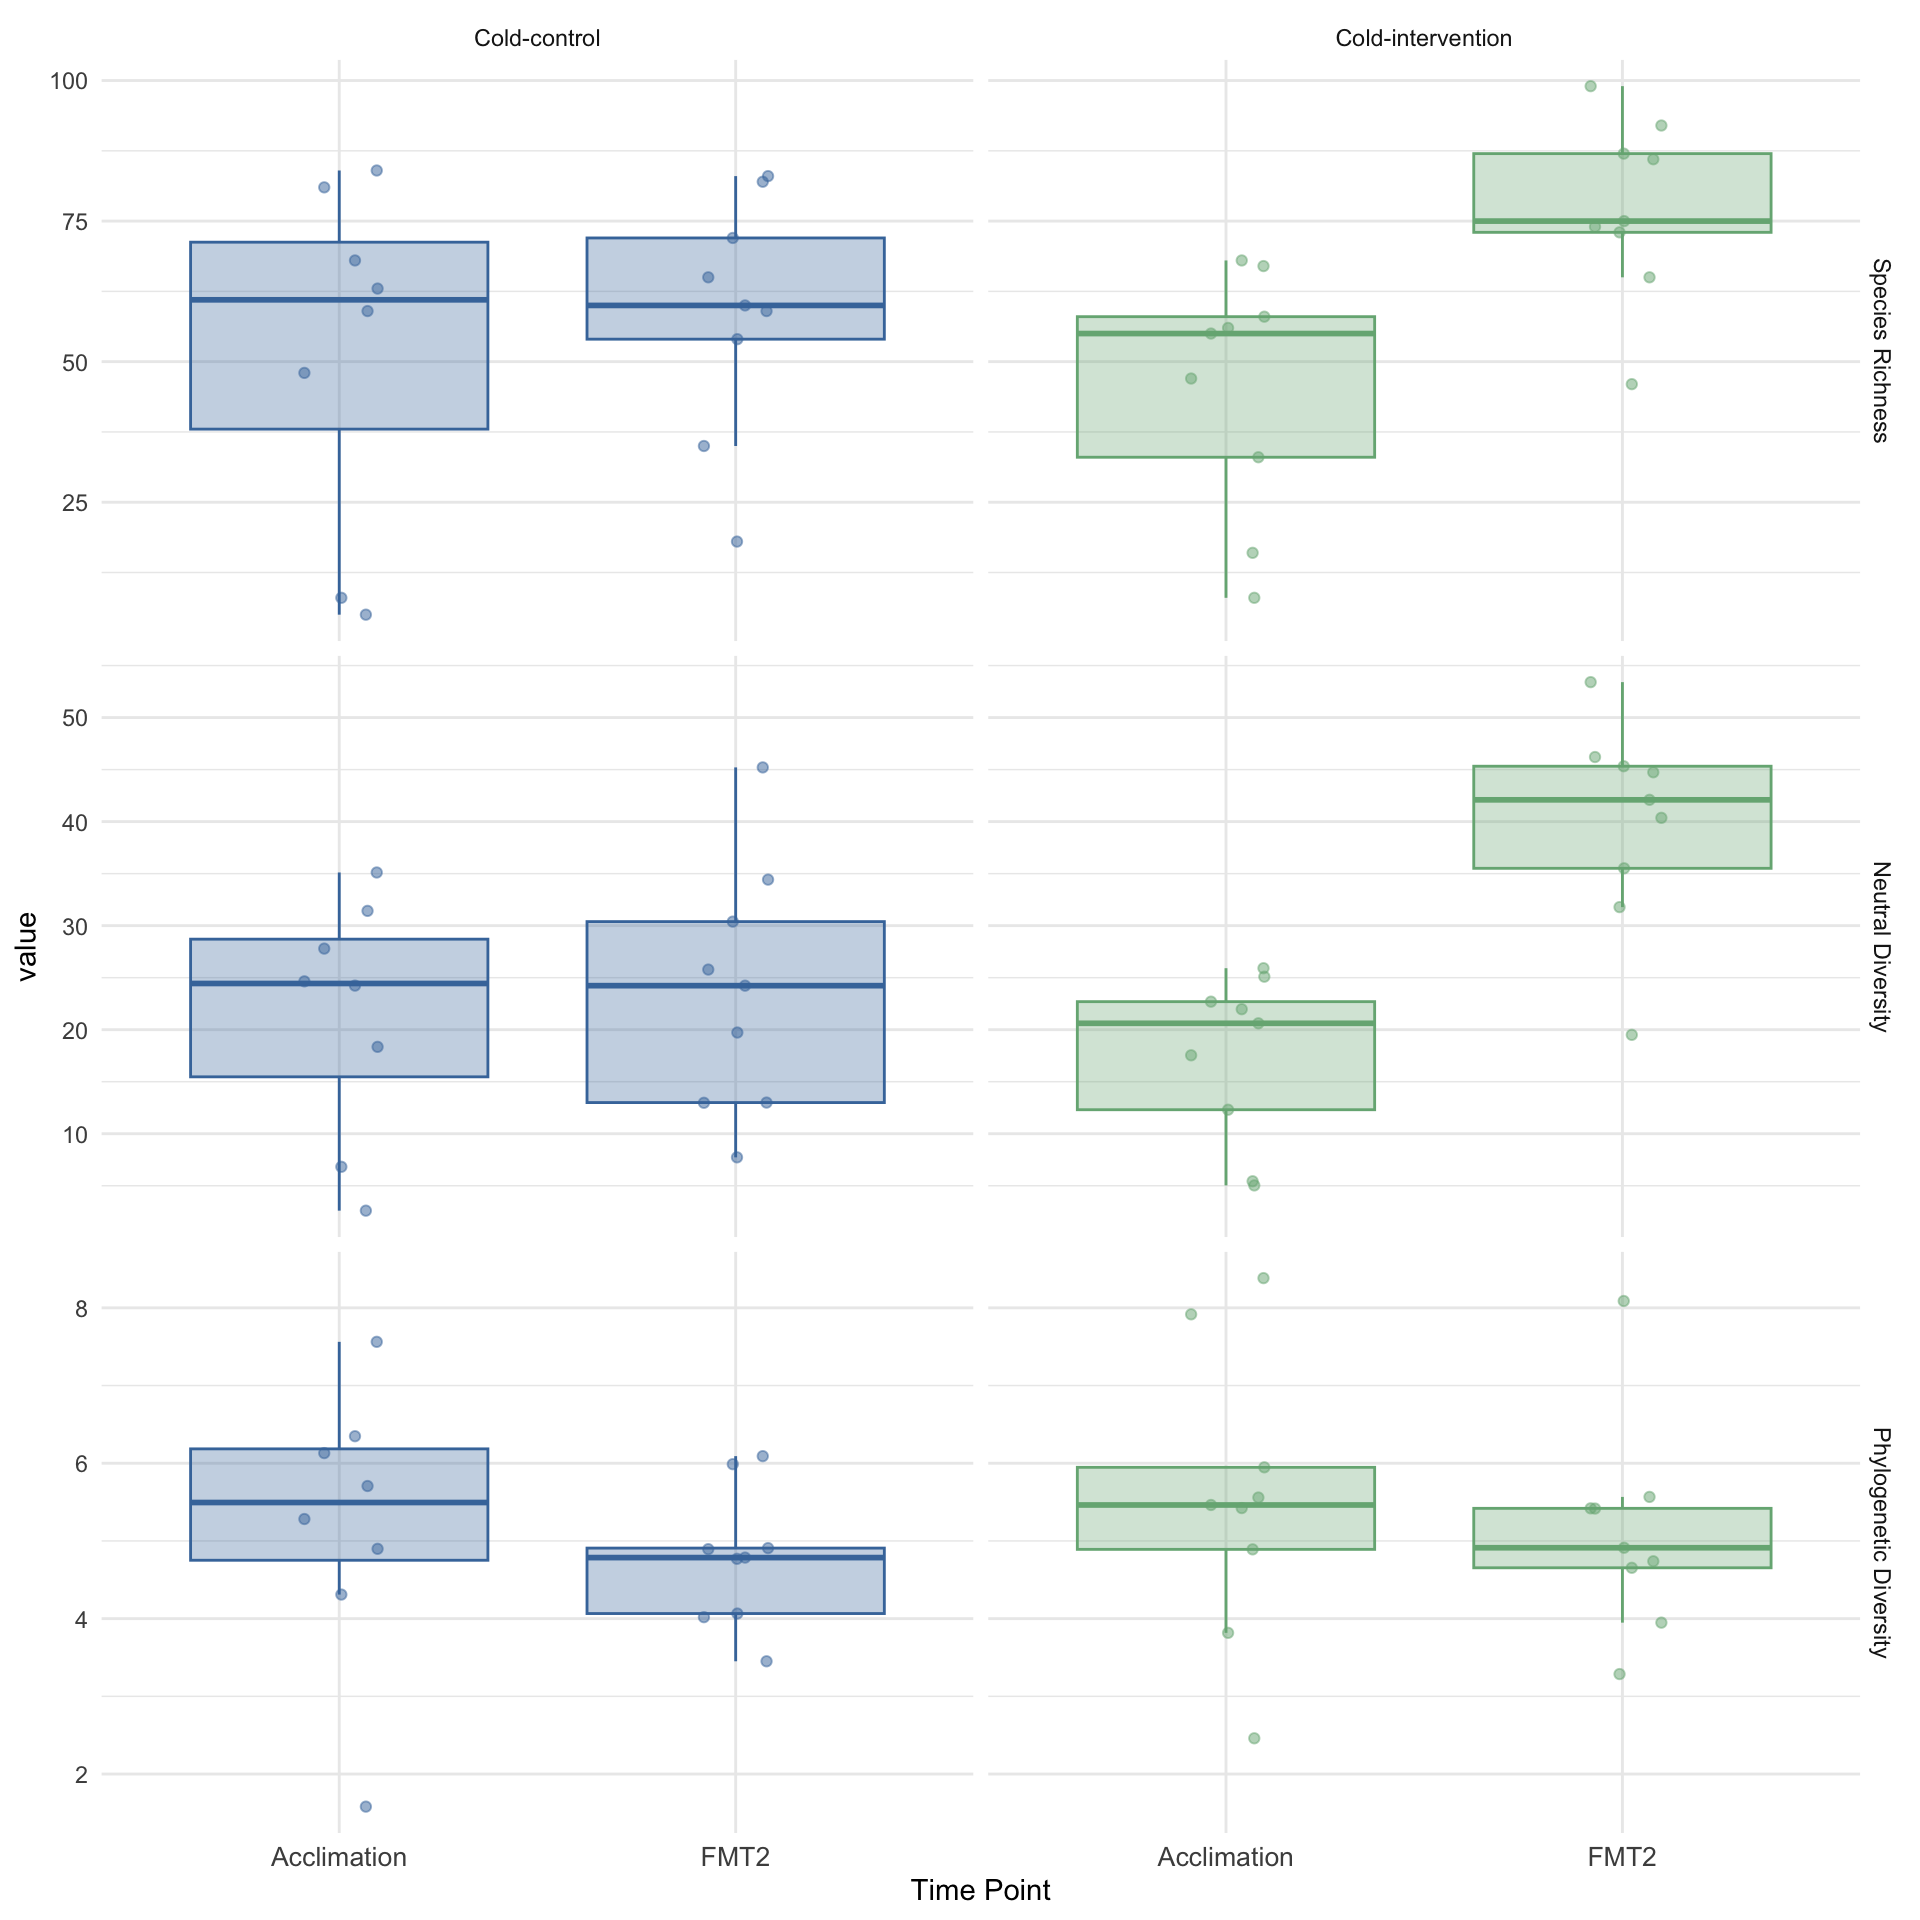 Cold-control
Cold-intervention
100
75
50
25
Species Richness
50
40
30
20
10
Neutral Diversity
value
8
6
4
2
Phylogenetic Diversity
Acclimation
FMT2
Acclimation
FMT2
Time Point